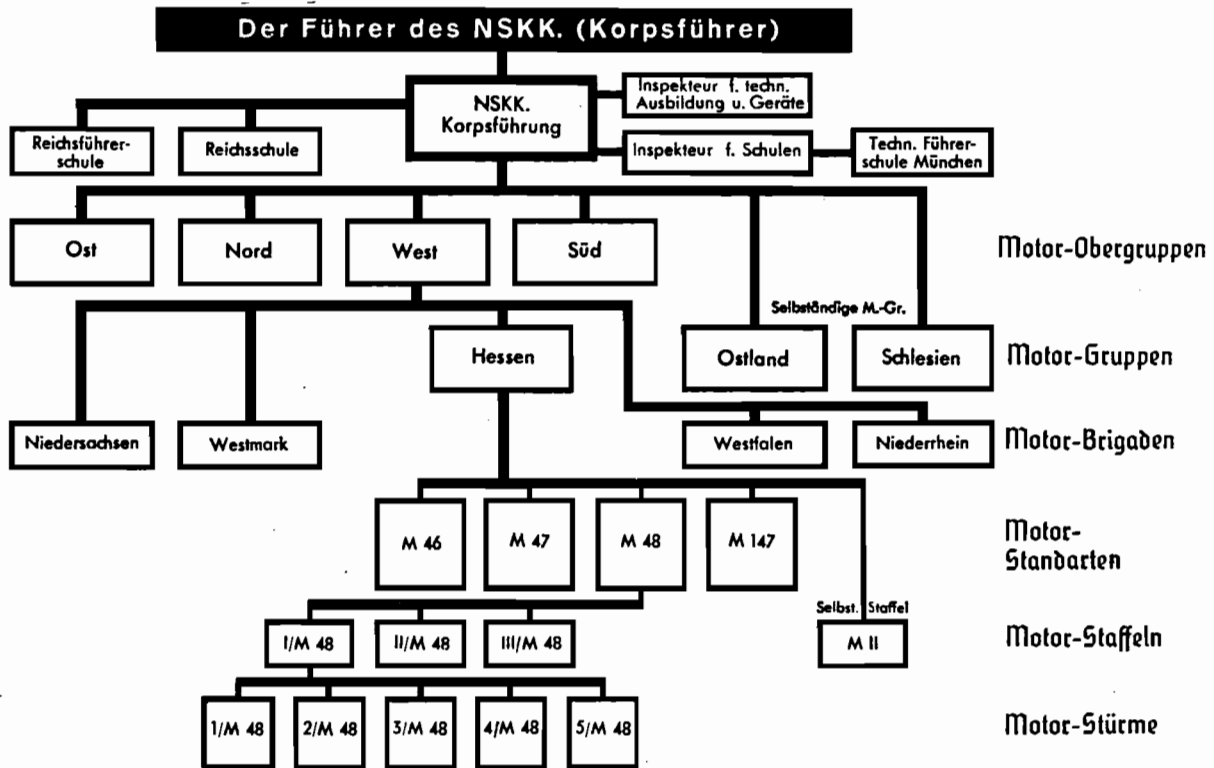 Der Führer des NSKK. (Korpsführer)
NSKK.
Korpsführung
Inspekteur f. techn.
Ausbildung u. Geräte
Reichsführer-
schule
Reichsschule
Inspekteur f. Schulen
Techn. Führer-
schule München
Ost
Nord
West
Süd
Motor-Obergruppen
Selbständige M.-Gr.
Hessen
Ostland
Schlesien
Motor-Gruppen
Niedersachsen
Westmark
Westfalen
Niederrhein
Motor-Brigaden
M 46
M 47
M 48
M 147
Motor-
Standarten
Selbst. Staffel
I/M 48
II/M 48
III/M 48
M II
Motor-Staffeln
1/M 48
2/M 48
3/M 48
4/M 48
5/M 48
Motor-Stürme